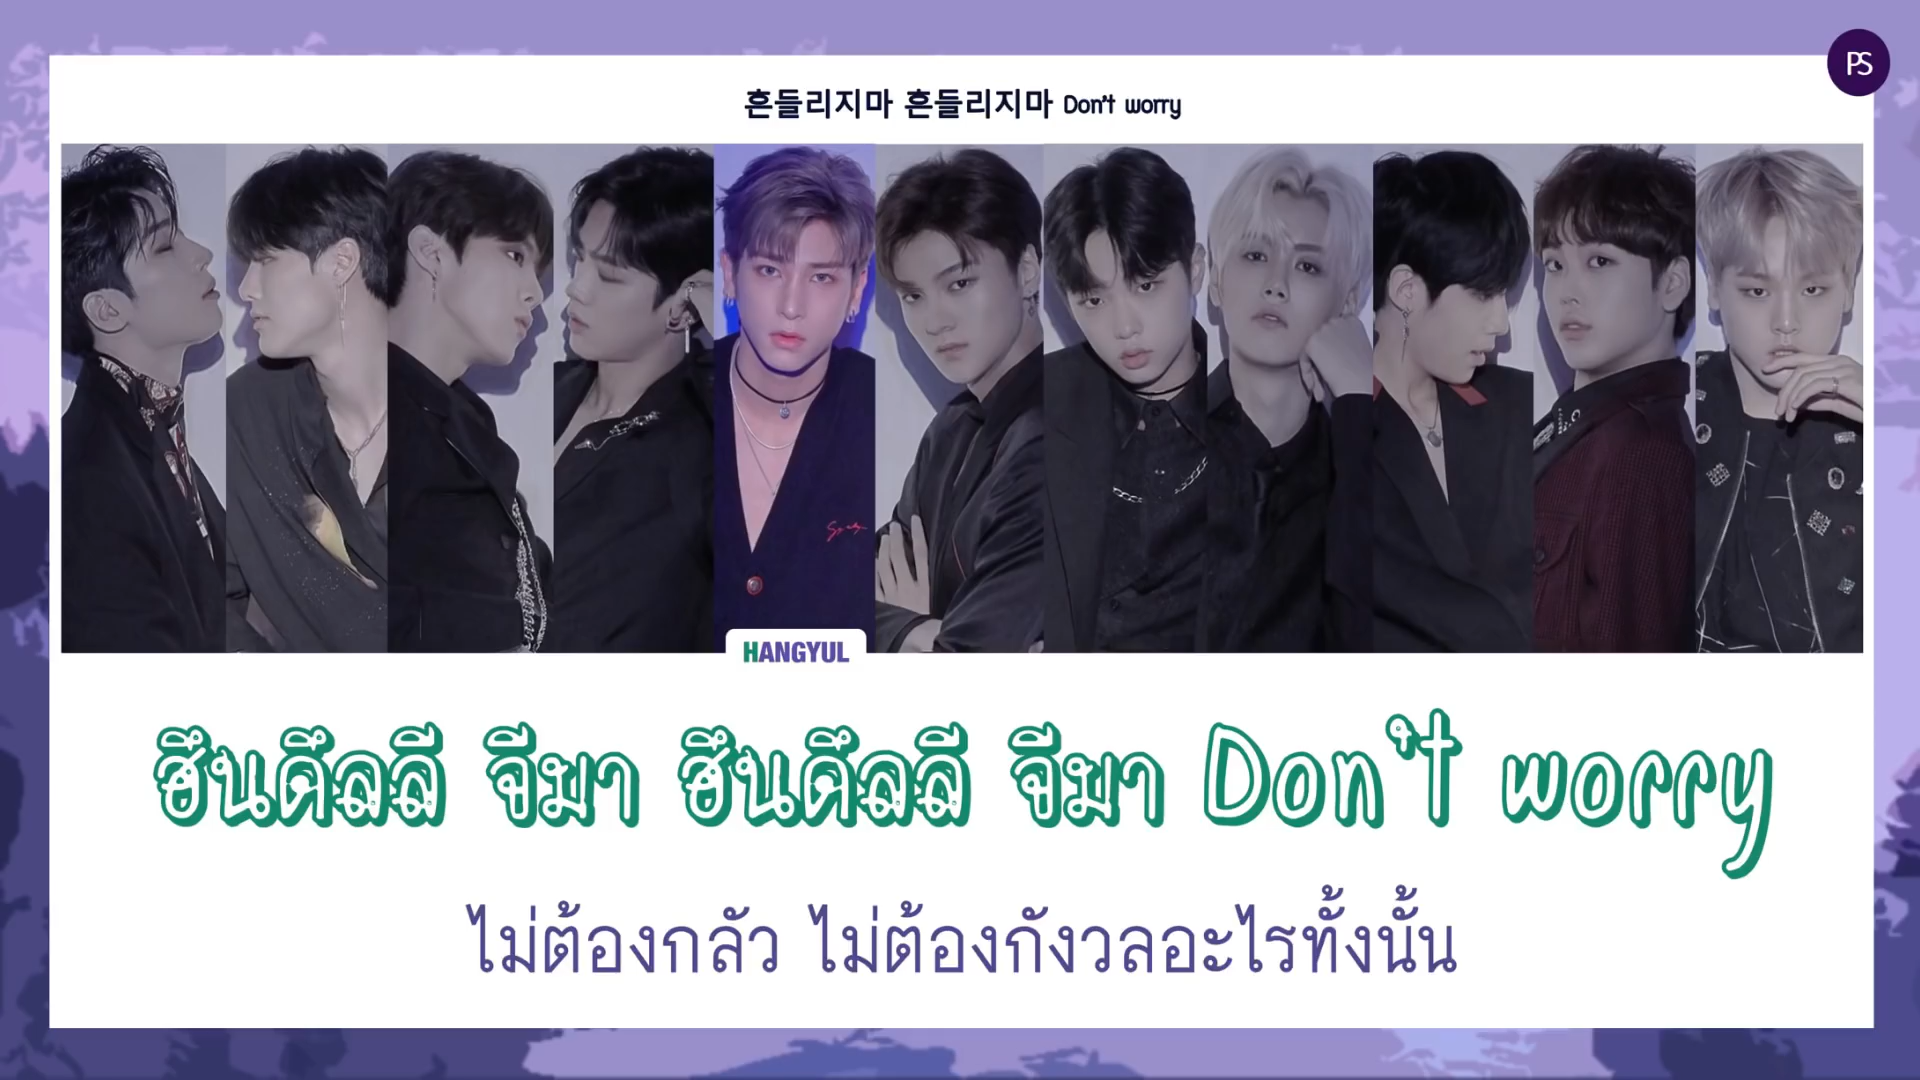 PS
흔들리지마 흔들리지마 Don't worry
HANGYUL
ฮึนดึลลี จีมา ฮึนดึลลี จีมา Don't worry
ไม่ต้องกลัว ไม่ต้องกังวลอะไรทั้งนั้น